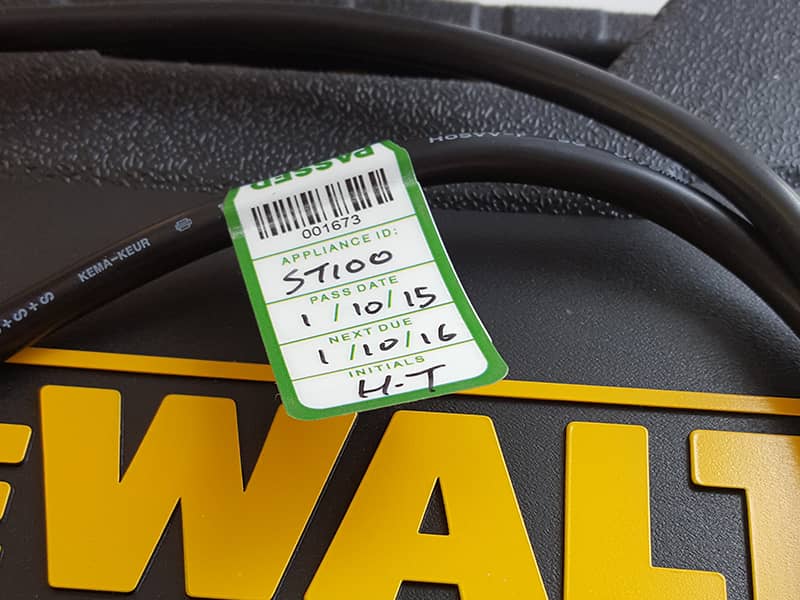 PASSED
001673
APPLIANCE ID:
ST100
PASS DATE
1/10/15
NEXT DUE
1/10/16
INITIALS
H-T
KEMA-KEUR
WALT